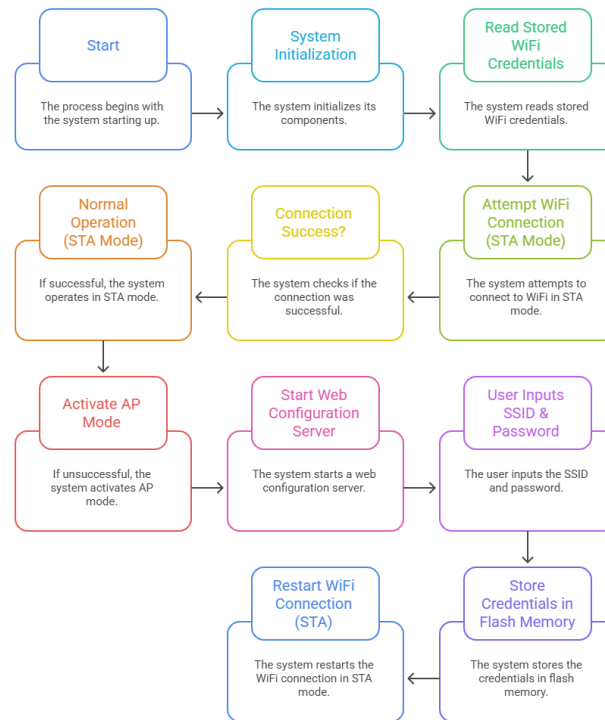 Start
The process begins with
the system starting up.
System
Initialization
The system initializes its
components.
Read Stored
WiFi
Credentials
The system reads stored
WiFi credentials.
Attempt WiFi
Connection
(STA Mode)
The system attempts to
connect to WiFi in STA
mode.
Connection
Success?
The system checks if the
connection was
successful.
Normal
Operation
(STA Mode)
If successful, the system
operates in STA mode.
Activate AP
Mode
If unsuccessful, the
system activates AP
mode.
Start Web
Configuration
Server
The system starts a web
configuration server.
User Inputs
SSID &
Password
The user inputs the SSID
and password.
Store
Credentials in
Flash Memory
The system stores the
credentials in flash
memory.
Restart WiFi
Connection
(STA)
The system restarts the
WiFi connection in STA
mode.